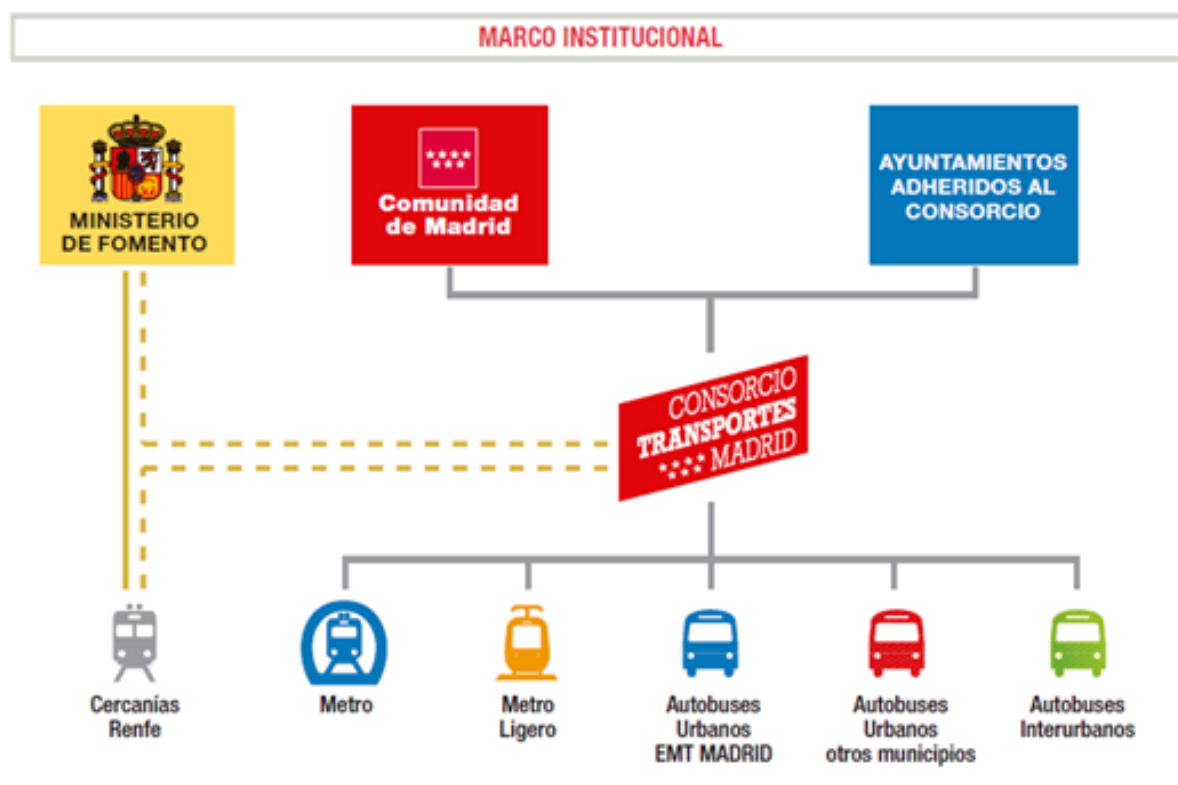 MARCO INSTITUCIONAL
MINISTERIO
DE FOMENTO
Comunidad
de Madrid
AYUNTAMIENTOS
ADHERIDOS AL
CONSORCIO
CONSORCIO
TRANSPORTES
MADRID
Cercanías
Renfe
Metro
Metro
Ligero
Autobuses
Urbanos
EMT MADRID
Autobuses
Urbanos
otros municipios
Autobuses
Interurbanos